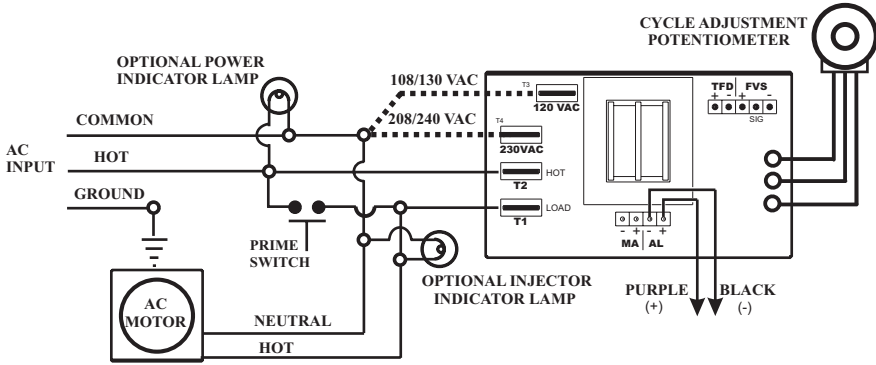 CYCLE ADJUSTMENT
POTENTIOMETER
OPTIONAL POWER
INDICATOR LAMP
108/130 VAC
T3
120 VAC
TFD
FVS
+ - + -
SIG
COMMON
208/240 VAC
T4
230VAC
AC
INPUT
HOT
HOT
T2
GROUND
LOAD
T1
PRIME
SWITCH
- + - +
MA
AL
OPTIONAL INJECTOR
INDICATOR LAMP
PURPLE
(+)
BLACK
(-)
AC
MOTOR
NEUTRAL
HOT